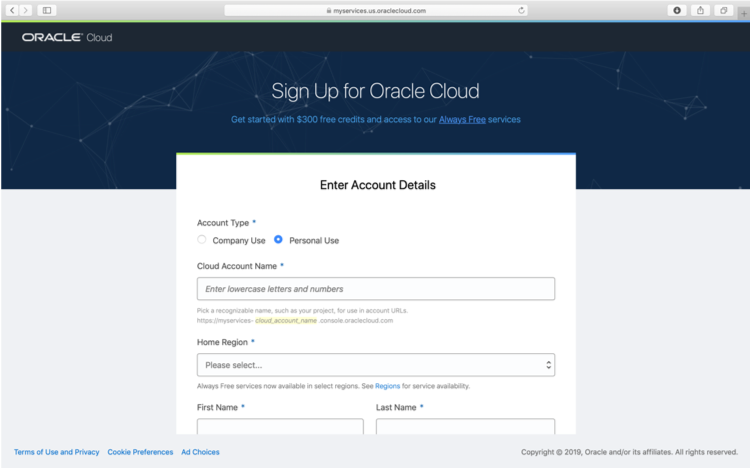 myservices.us.oraclecloud.com
ORACLE Cloud
Sign Up for Oracle Cloud
Get started with $300 free credits and access to our Always Free services
Enter Account Details
Account Type *
Company Use Personal Use
Cloud Account Name *
Enter lowercase letters and numbers
Pick a recognizable name, such as your project, for use in account URLs.
https://myservices- cloud_account_name .console.oraclecloud.com
Home Region *
Please select...
Always Free services now available in select regions. See Regions for service availability.
First Name * Last Name *
Terms of Use and Privacy Cookie Preferences Ad Choices Copyright © 2019, Oracle and/or its affiliates. All rights reserved.